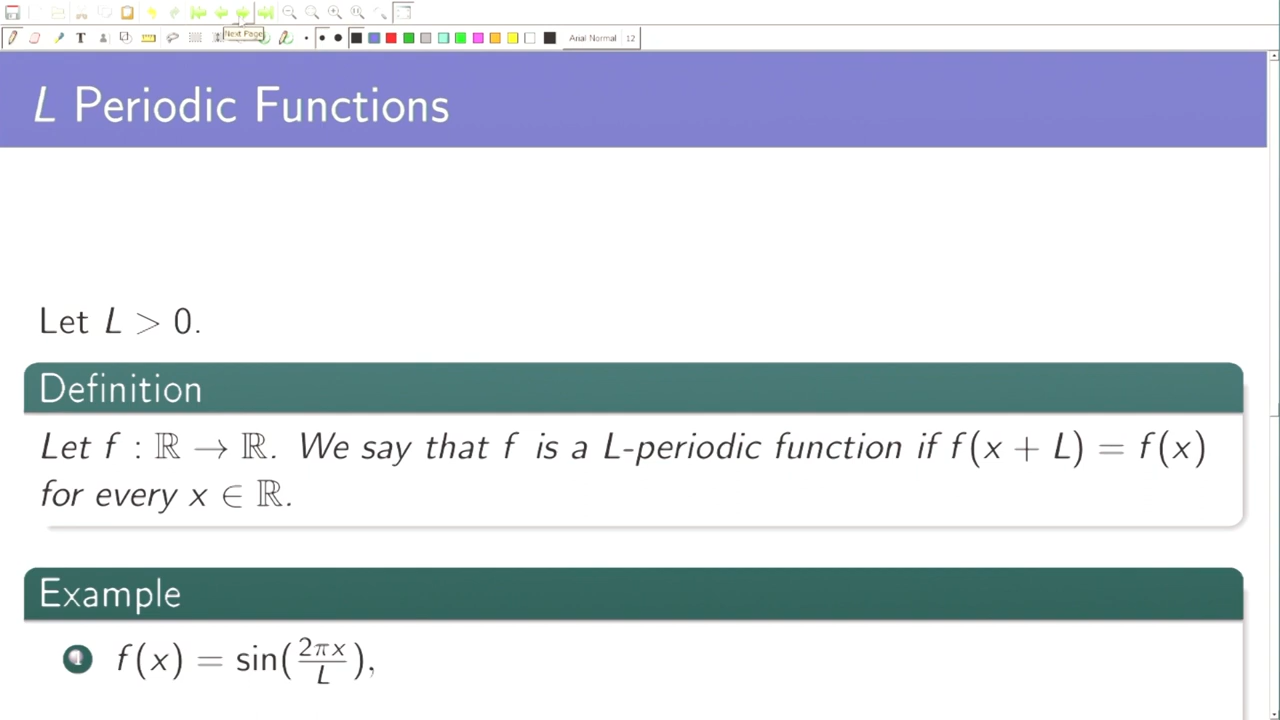 Next Page
T
Arial Normal 12
L Periodic Functions
Let L > 0.
Definition
Let f : ℝ → ℝ. We say that f is a L-periodic function if f(x + L) = f(x)
for every x ∈ ℝ.
Example
1 f(x) = sin(2πx/L),